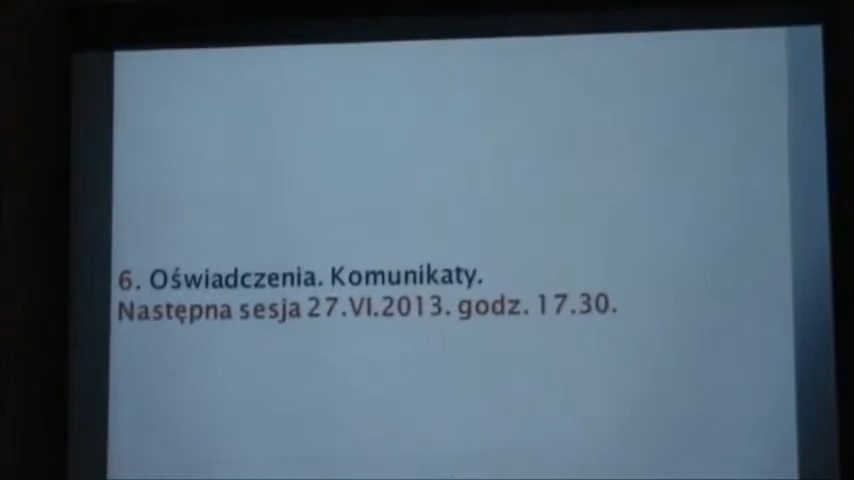 6. Oświadczenia. Komunikaty.
Następna sesja 27.VI.2013. godz. 17.30.